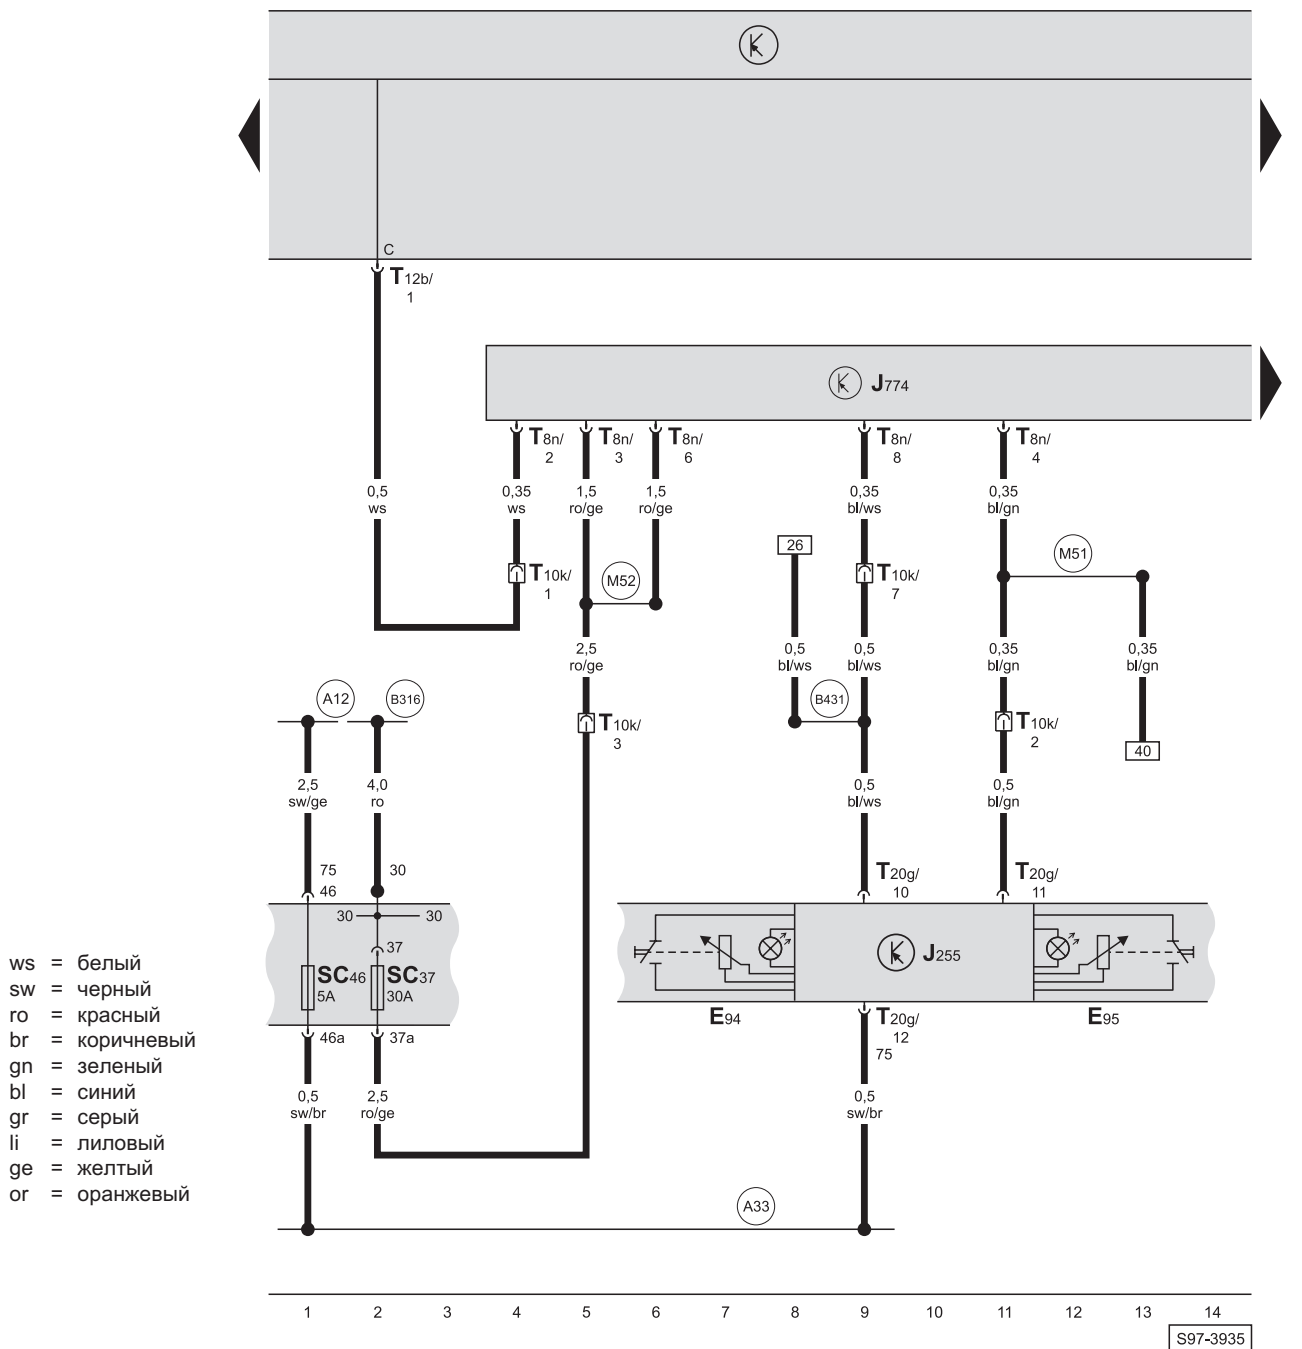 C
T12b/
1
J774
T8n/
2
T8n/
3
T8n/
6
T8n/
8
T8n/
4
0,5
ws
0,35
ws
1,5
ro/ge
1,5
ro/ge
0,35
bl/ws
0,35
bl/gn
26
M51
T10k/
1
M52
T10k/
7
2,5
ro/ge
0,5
bl/ws
0,5
bl/ws
0,35
bl/gn
0,35
bl/gn
A12
B316
B431
T10k/
3
T10k/
2
40
2,5
sw/ge
4,0
ro
0,5
bl/ws
0,5
bl/gn
75
46
30
T20g/
10
T20g/
11
30
30
37
SC46
5A
SC37
30A
J255
46a
37a
E94
T20g/
12
75
E95
0,5
sw/br
2,5
ro/ge
0,5
sw/br
A33
ws = белый
sw = черный
ro = красный
br = коричневый
gn = зеленый
bl = синий
gr = серый
li = лиловый
ge = желтый
or = оранжевый
1 2 3 4 5 6 7 8 9 10 11 12 13 14
S97-3935